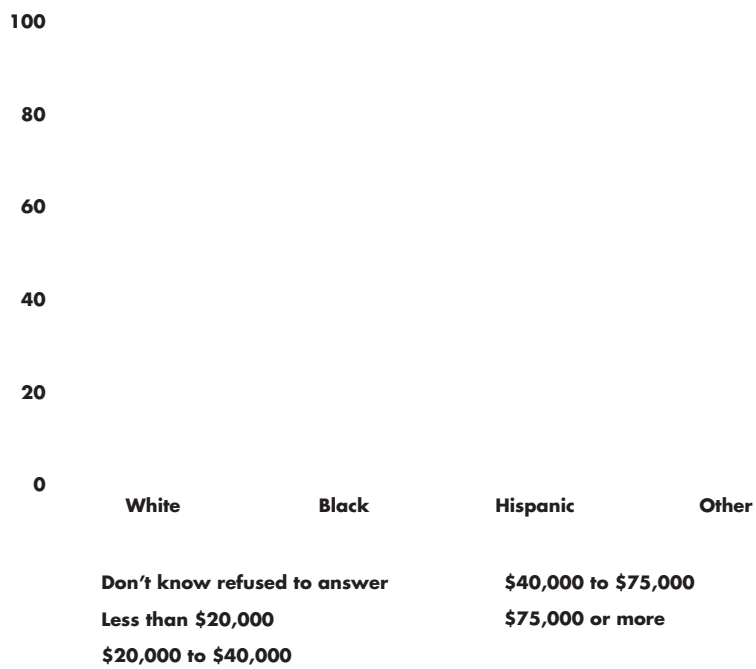 100
80
60
40
20
0
White Black Hispanic Other
Don’t know refused to answer $40,000 to $75,000
Less than $20,000 $75,000 or more
$20,000 to $40,000